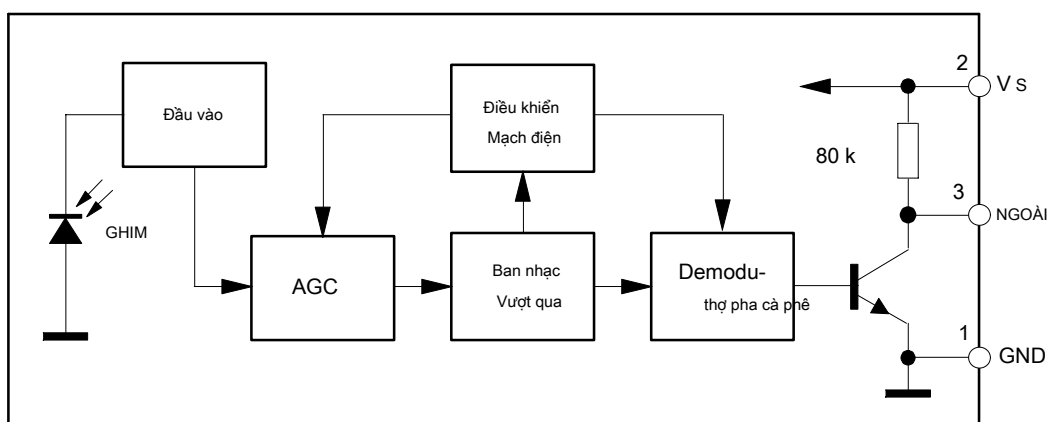 Đầu vào
Điều khiển
Mạch điện
2
V S
80 k
3
NGOÀI
GHIM
AGC
Ban nhạc
Vượt qua
Demodu-
thợ pha cà phê
1
GND